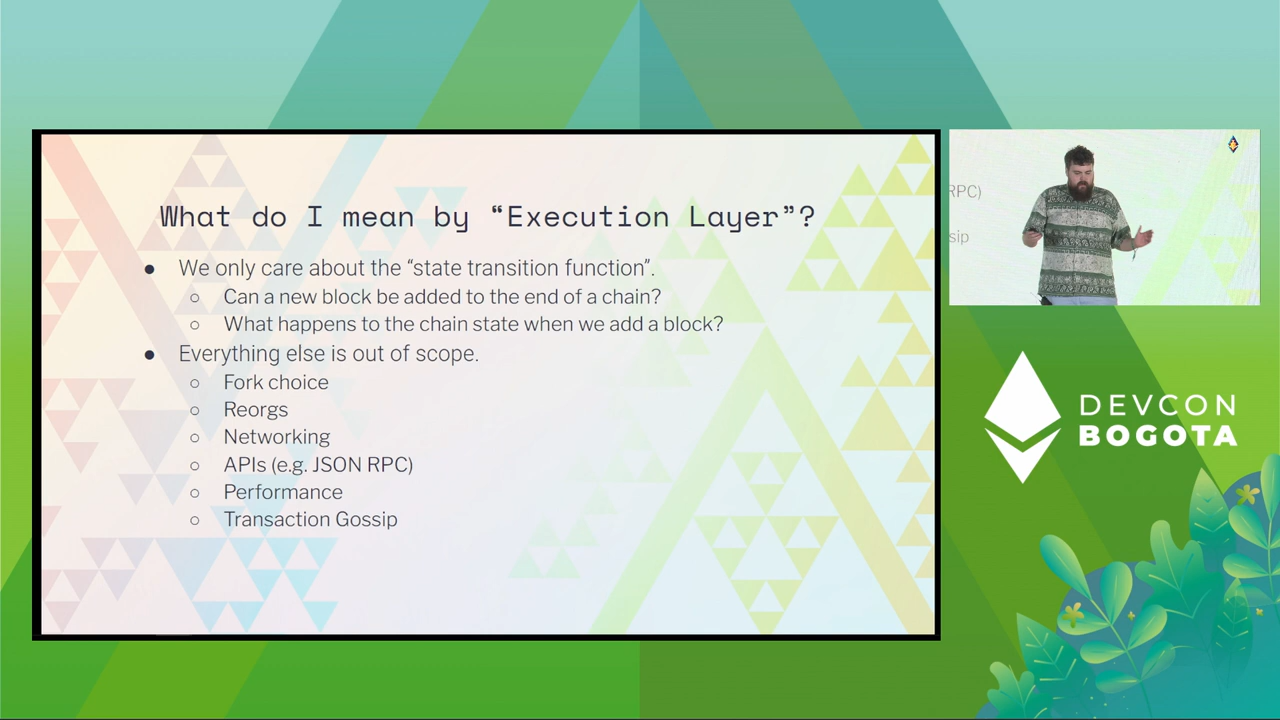 What do I mean by “Execution Layer”?
● We only care about the “state transition function”.
○ Can a new block be added to the end of a chain?
○ What happens to the chain state when we add a block?
● Everything else is out of scope.
○ Fork choice
○ Reorgs
○ Networking
○ APIs (e.g. JSON RPC)
○ Performance
○ Transaction Gossip
RPC)
sip
DEVCON
BOGOTA